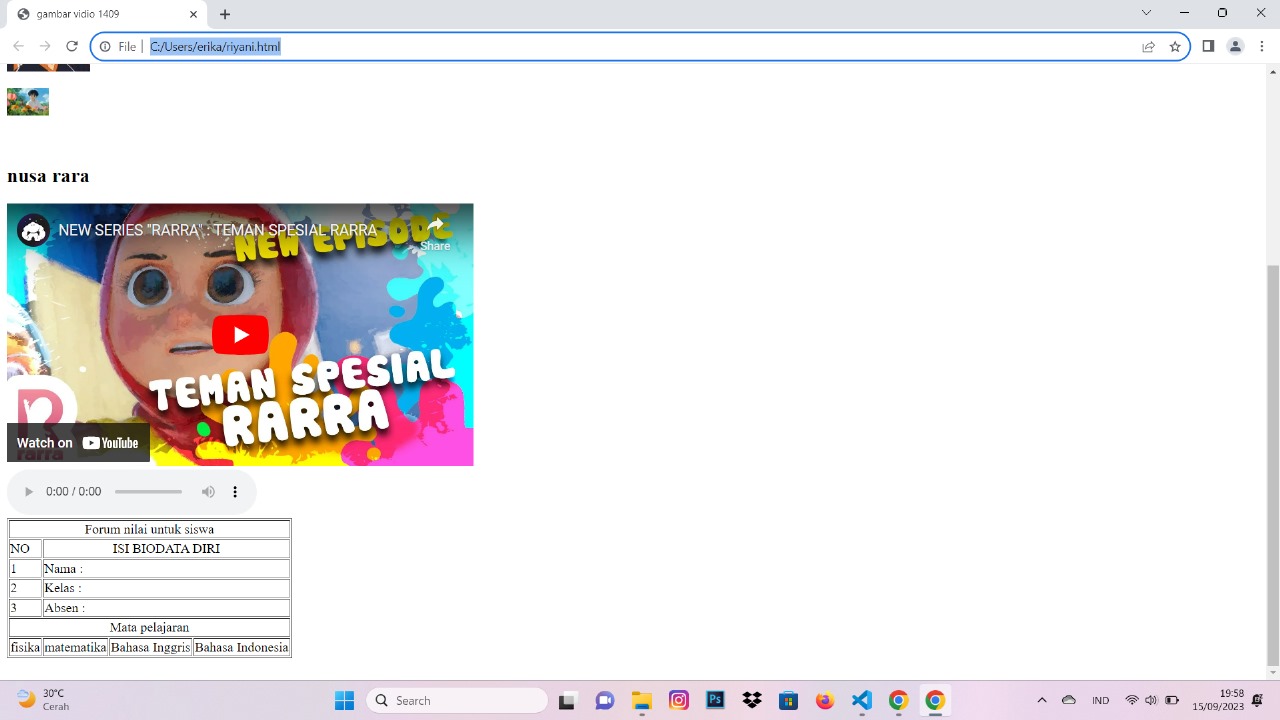 gambar vidio 1409
File | C:/Users/erika/riyani.html
nusa rara
NEW SERIES "RARRA" : TEMAN SPESIAL RARRA
Share
NEW EPISODE
TEMAN SPESIAL
RARRA
Watch on YouTube
rarra
0:00 / 0:00
Forum nilai untuk siswa
NO ISI BIODATA DIRI
1 Nama :
2 Kelas :
3 Absen :
Mata pelajaran
fisika matematika Bahasa Inggris Bahasa Indonesia
30°C
Cerah
Search
Ps
IND
19:58
15/09/2023